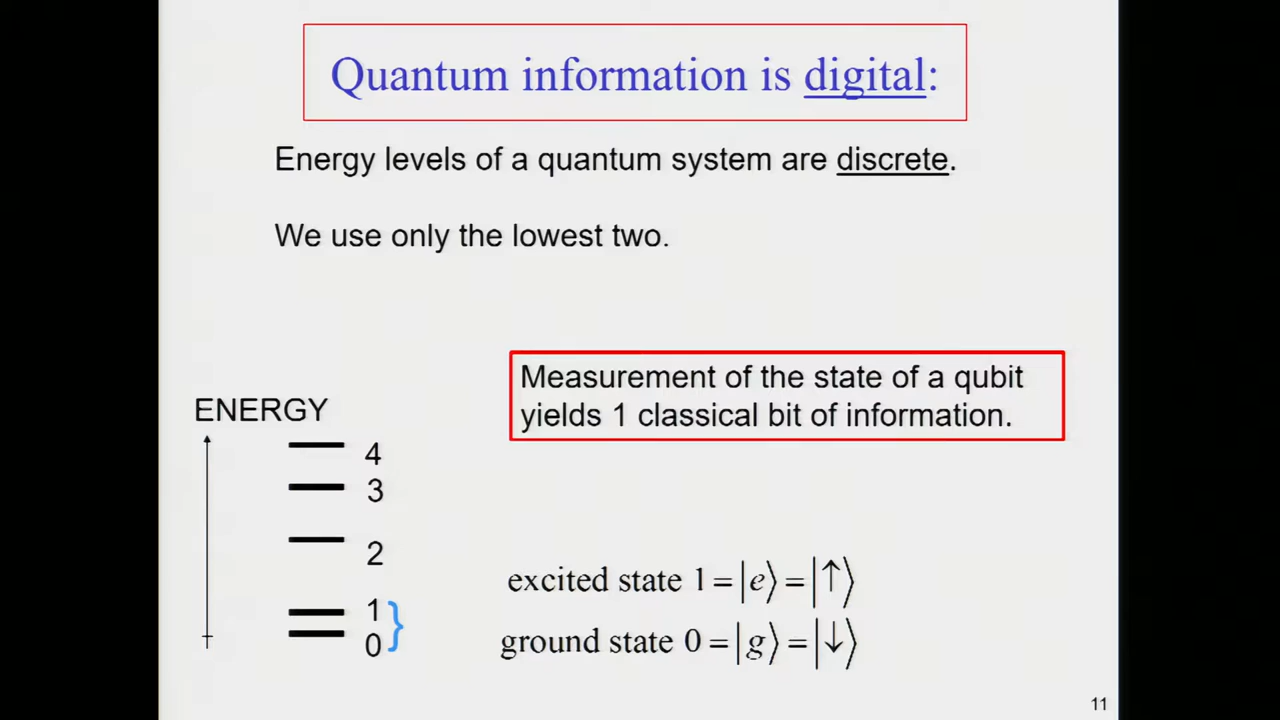 Quantum information is digital:
Energy levels of a quantum system are discrete.
We use only the lowest two.
Measurement of the state of a qubit
yields 1 classical bit of information.
ENERGY
4
3
2
1
0
}
excited state 1 = |e⟩ = |↑⟩
ground state 0 = |g⟩ = |↓⟩
11